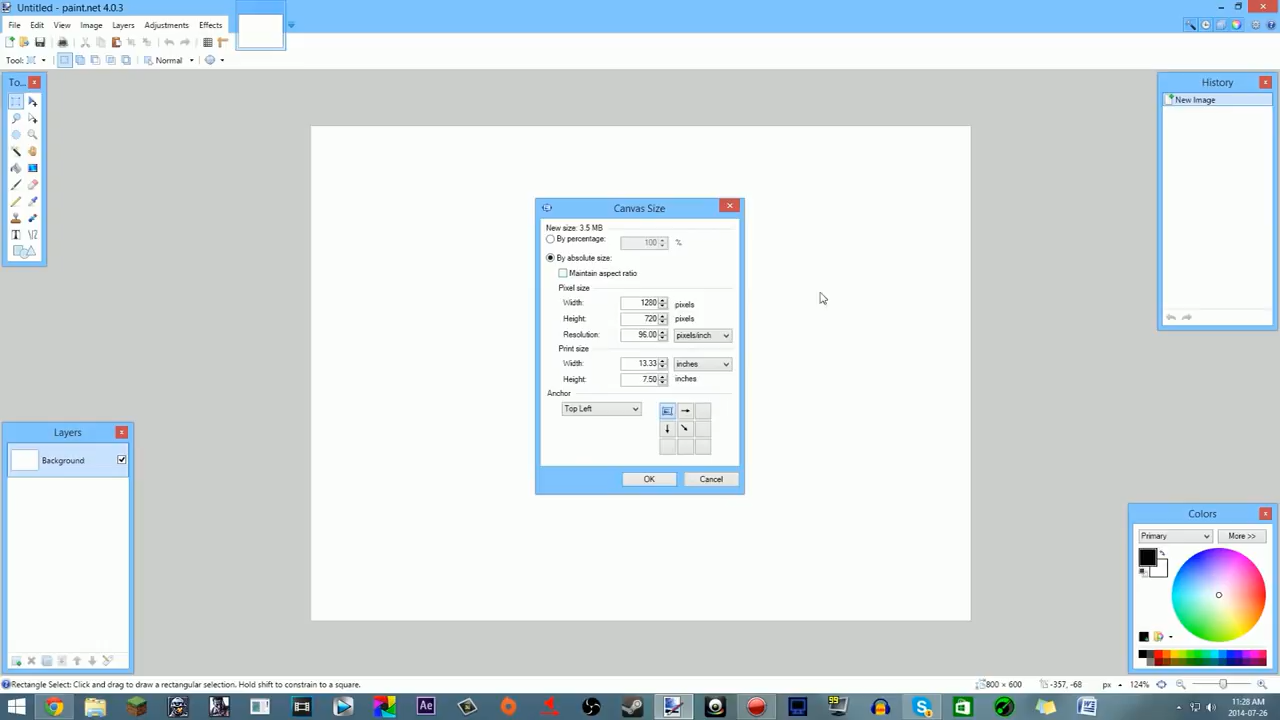 Untitled - paint.net 4.0.3
File Edit View Image Layers Adjustments Effects
Tool: Normal
To...
History
New Image
Canvas Size
New size: 3.5 MB
By percentage: 100 %
By absolute size:
Maintain aspect ratio
Pixel size
Width: 1280 pixels
Height: 720 pixels
Resolution: 96.00 pixels/inch
Print size
Width: 13.33 inches
Height: 7.50 inches
Anchor
Top Left
OK Cancel
Layers
Background
Colors
Primary More >>
Rectangle Select: Click and drag to draw a rectangular selection. Hold shift to constrain to a square.
800 × 600 -357, -68 px 124%
Ae
99
11:28 AM
2014-07-26